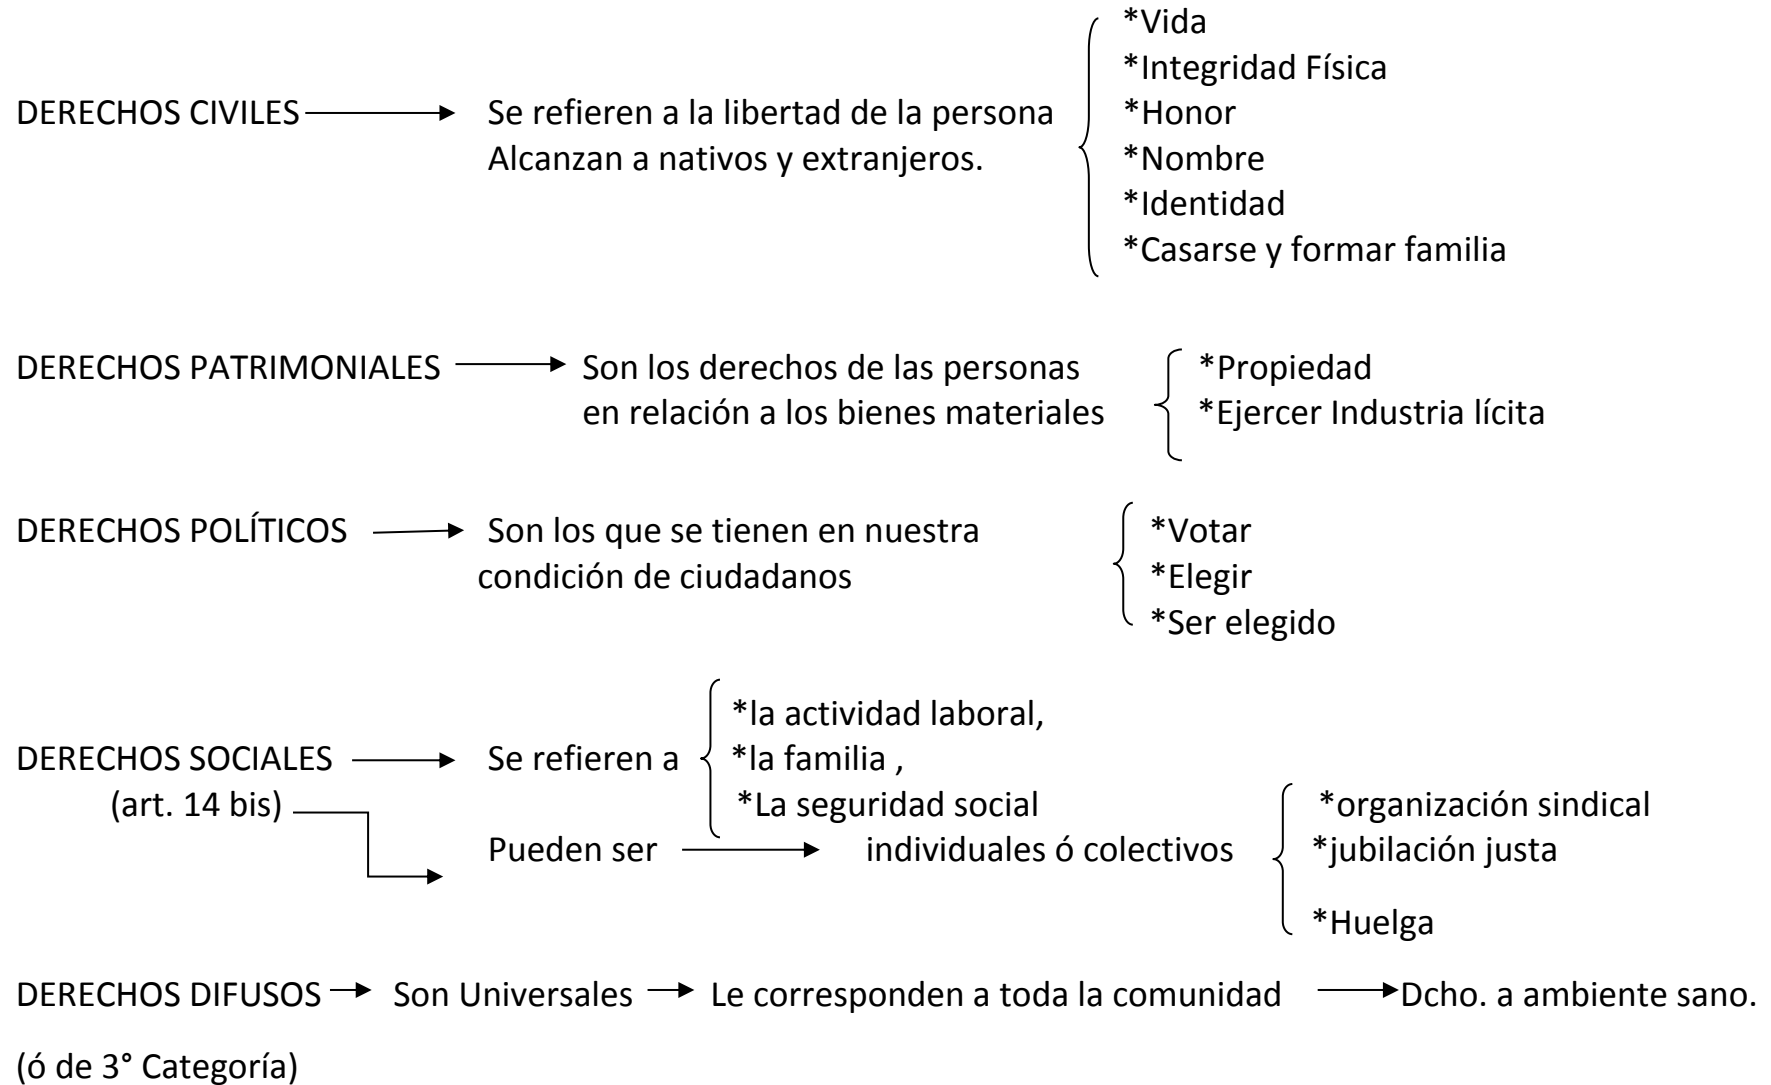 DERECHOS CIVILES
Se refieren a la libertad de la persona
Alcanzan a nativos y extranjeros.
*Vida
*Integridad Física
*Honor
*Nombre
*Identidad
*Casarse y formar familia
DERECHOS PATRIMONIALES
Son los derechos de las personas
en relación a los bienes materiales
*Propiedad
*Ejercer Industria lícita
DERECHOS POLÍTICOS
Son los que se tienen en nuestra
condición de ciudadanos
*Votar
*Elegir
*Ser elegido
DERECHOS SOCIALES
(art. 14 bis)
Se refieren a
*la actividad laboral,
*la familia ,
*La seguridad social
Pueden ser
individuales ó colectivos
*organización sindical
*jubilación justa
*Huelga
DERECHOS DIFUSOS
Son Universales
Le corresponden a toda la comunidad
Dcho. a ambiente sano.
(ó de 3° Categoría)